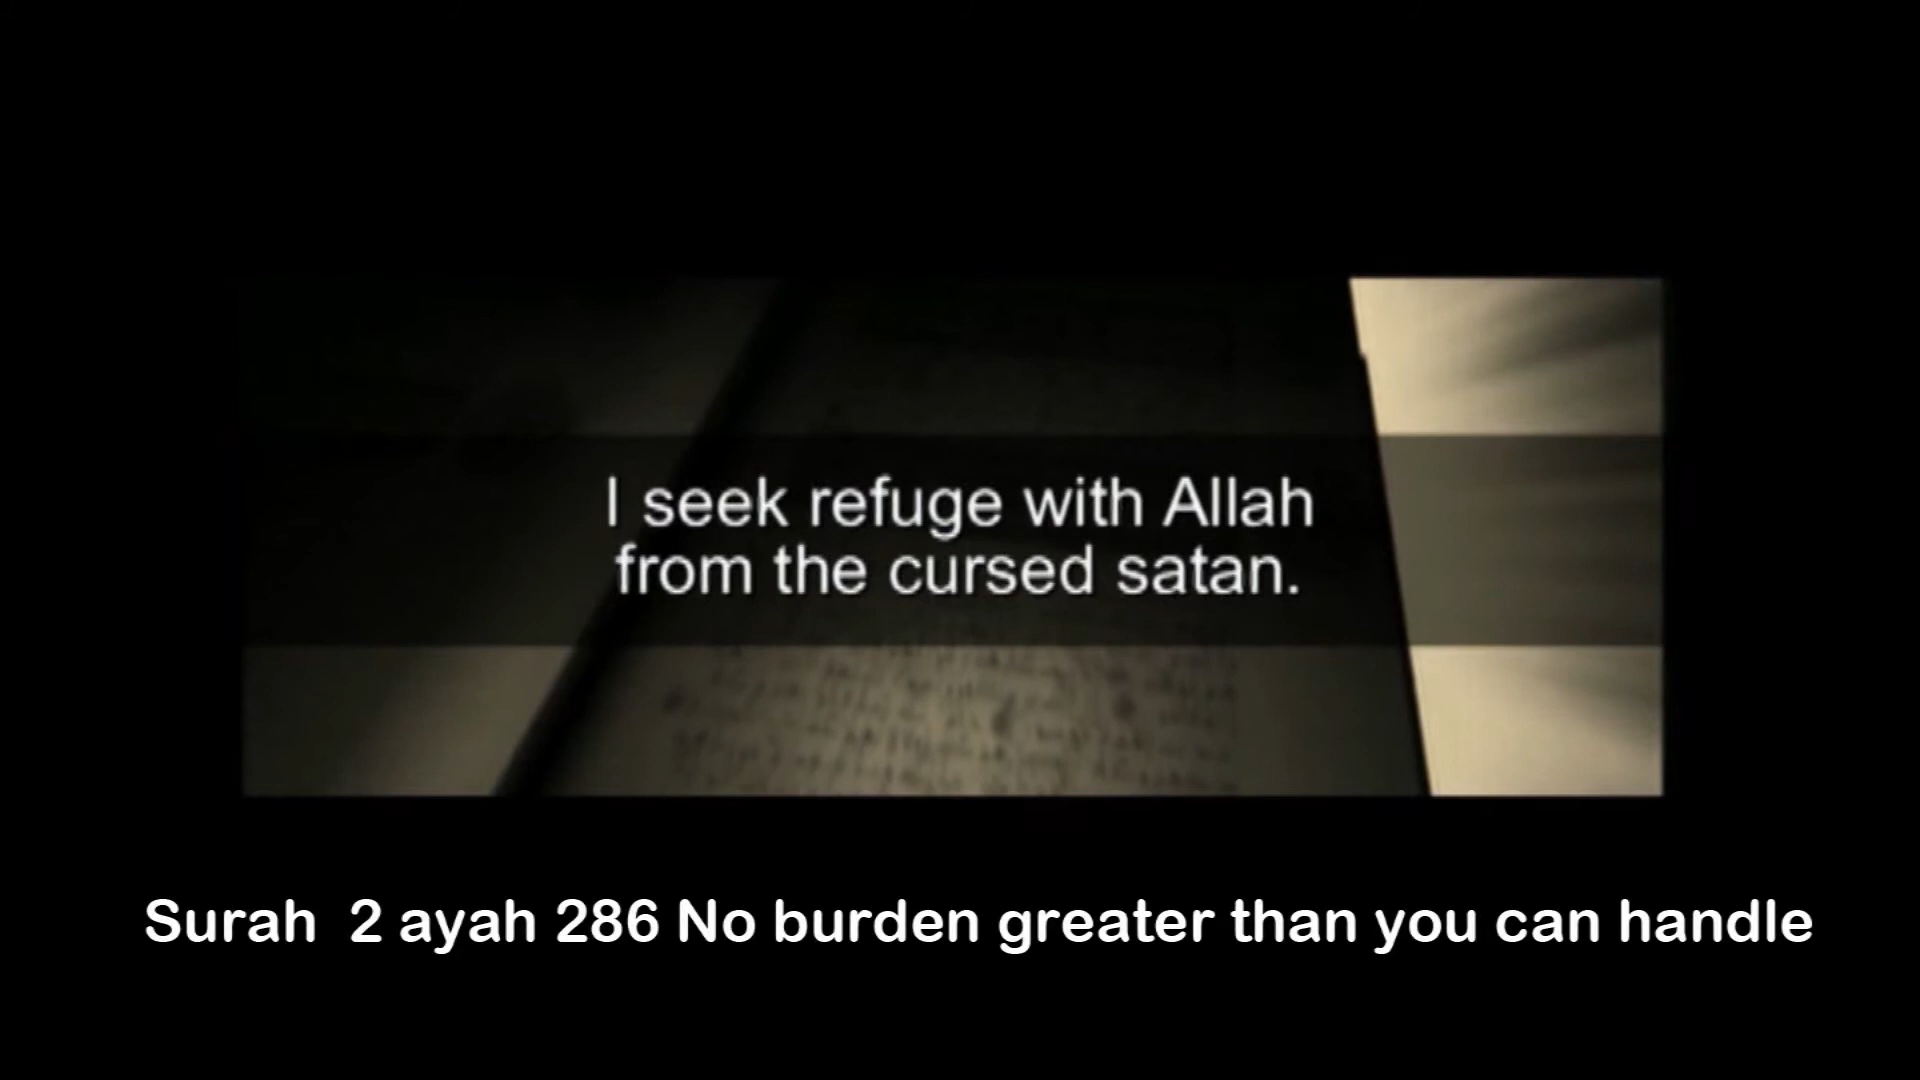 I seek refuge with Allah
from the cursed satan.
Surah  2 ayah 286 No burden greater than you can handle